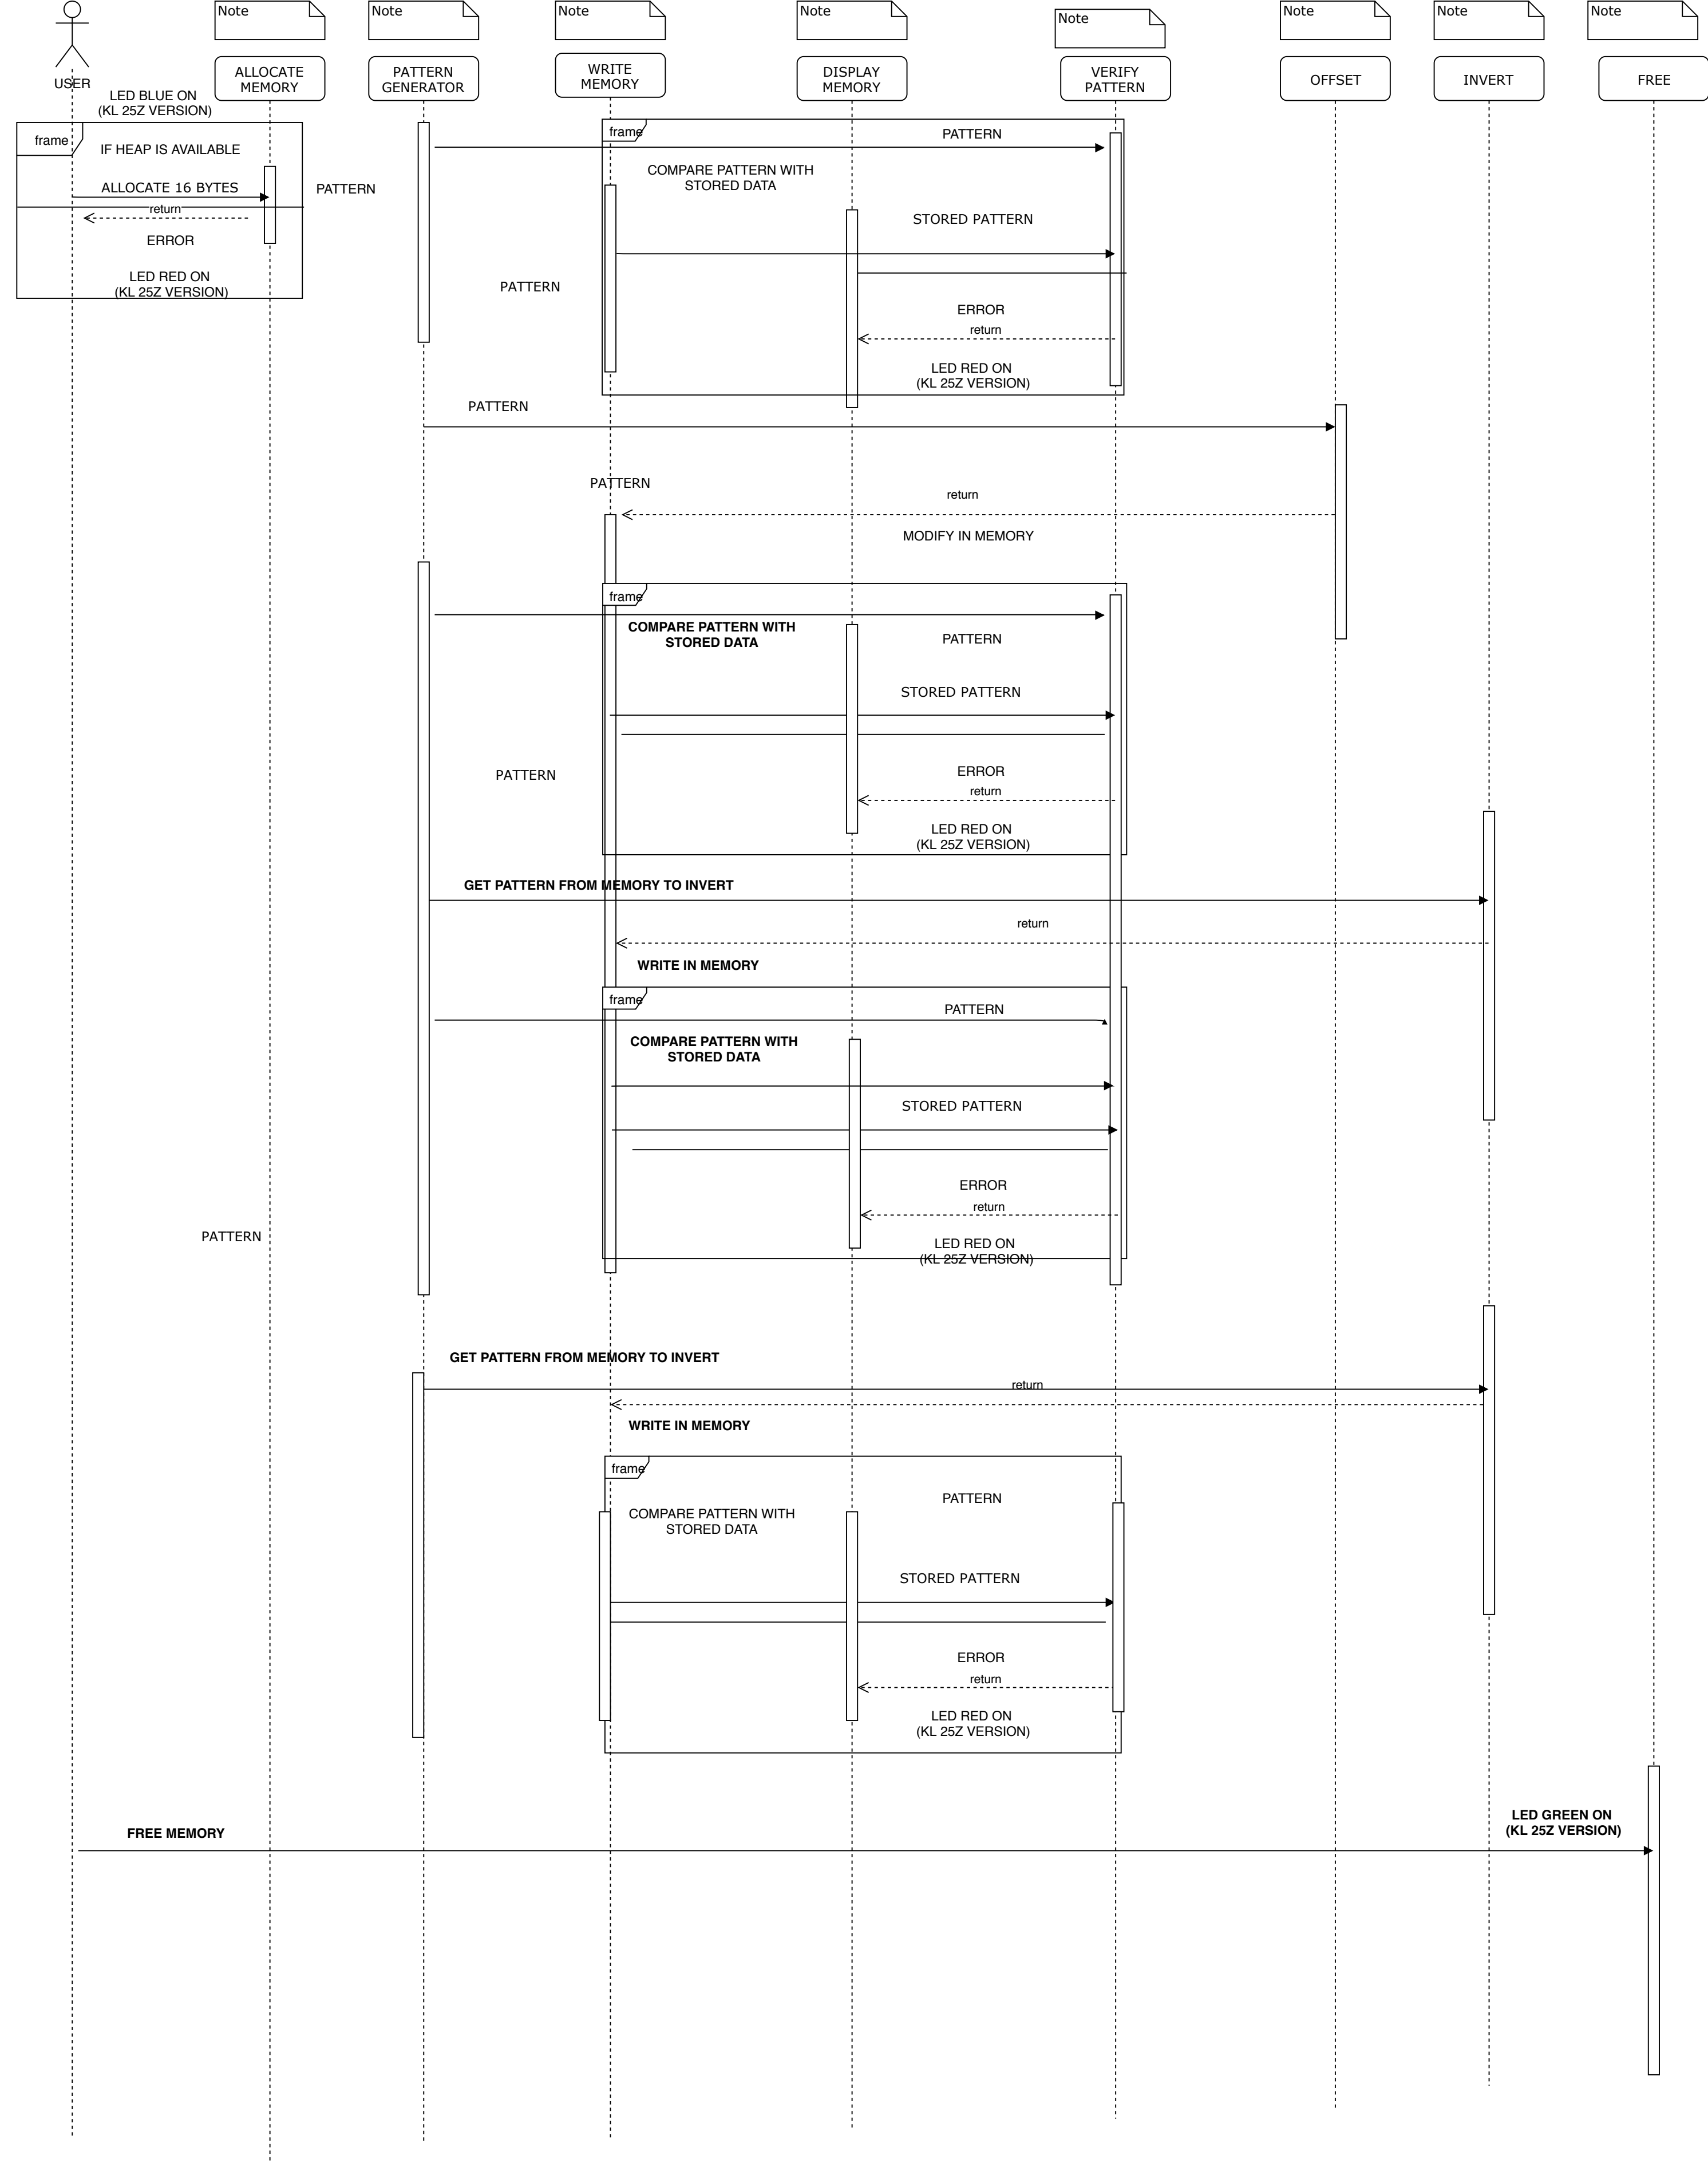 Note
Note
Note
Note
Note
Note
Note
Note
USER
ALLOCATE
MEMORY
PATTERN
GENERATOR
WRITE
MEMORY
DISPLAY
MEMORY
VERIFY
PATTERN
OFFSET
INVERT
FREE
LED BLUE ON
(KL 25Z VERSION)
frame
IF HEAP IS AVAILABLE
ALLOCATE 16 BYTES
return
ERROR
LED RED ON
(KL 25Z VERSION)
PATTERN
frame
PATTERN
COMPARE PATTERN WITH
STORED DATA
STORED PATTERN
PATTERN
ERROR
return
LED RED ON
(KL 25Z VERSION)
PATTERN
PATTERN
return
MODIFY IN MEMORY
frame
COMPARE PATTERN WITH
STORED DATA
PATTERN
STORED PATTERN
PATTERN
ERROR
return
LED RED ON
(KL 25Z VERSION)
GET PATTERN FROM MEMORY TO INVERT
return
WRITE IN MEMORY
frame
PATTERN
COMPARE PATTERN WITH
STORED DATA
STORED PATTERN
ERROR
return
PATTERN
LED RED ON
(KL 25Z VERSION)
GET PATTERN FROM MEMORY TO INVERT
return
WRITE IN MEMORY
frame
PATTERN
COMPARE PATTERN WITH
STORED DATA
STORED PATTERN
ERROR
return
LED RED ON
(KL 25Z VERSION)
LED GREEN ON
(KL 25Z VERSION)
FREE MEMORY